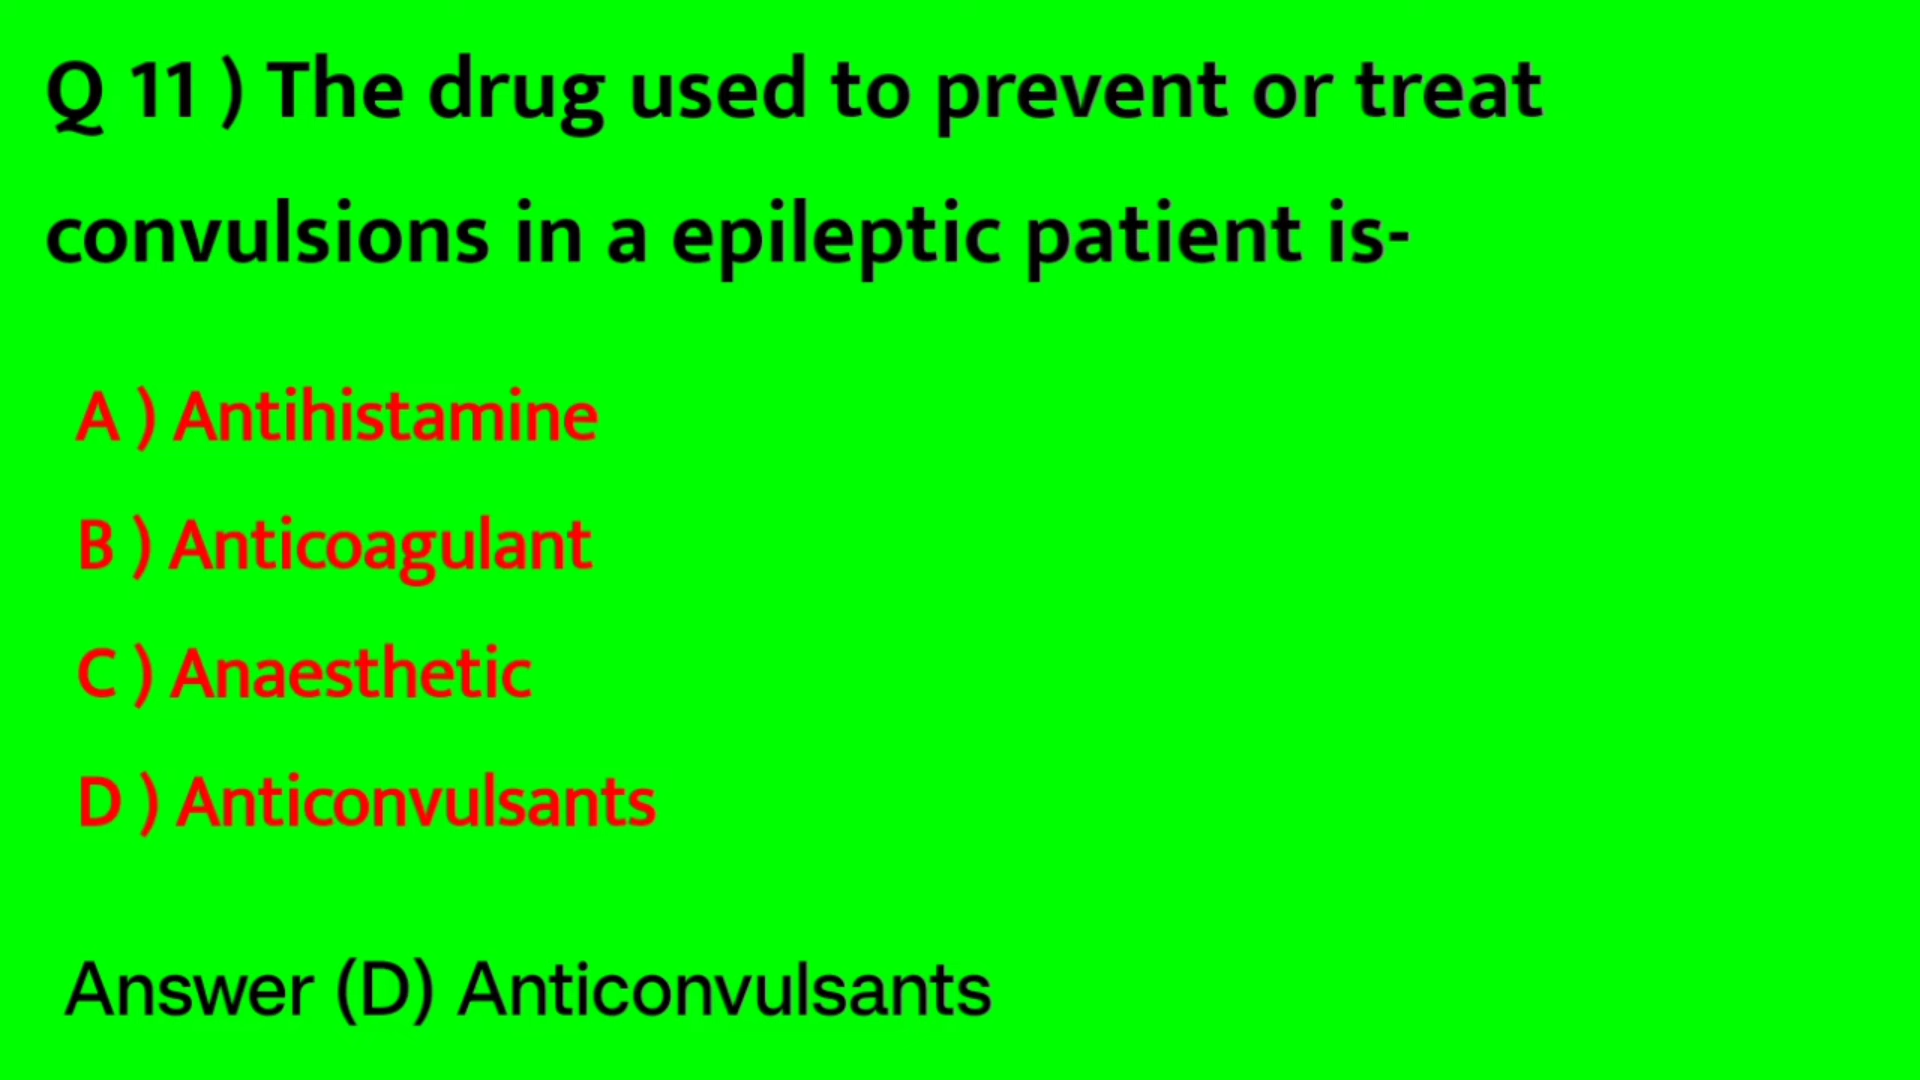 Q 11 ) The drug used to prevent or treat
convulsions in a epileptic patient is-
A ) Antihistamine
B ) Anticoagulant
C ) Anaesthetic
D ) Anticonvulsants
Answer (D) Anticonvulsants